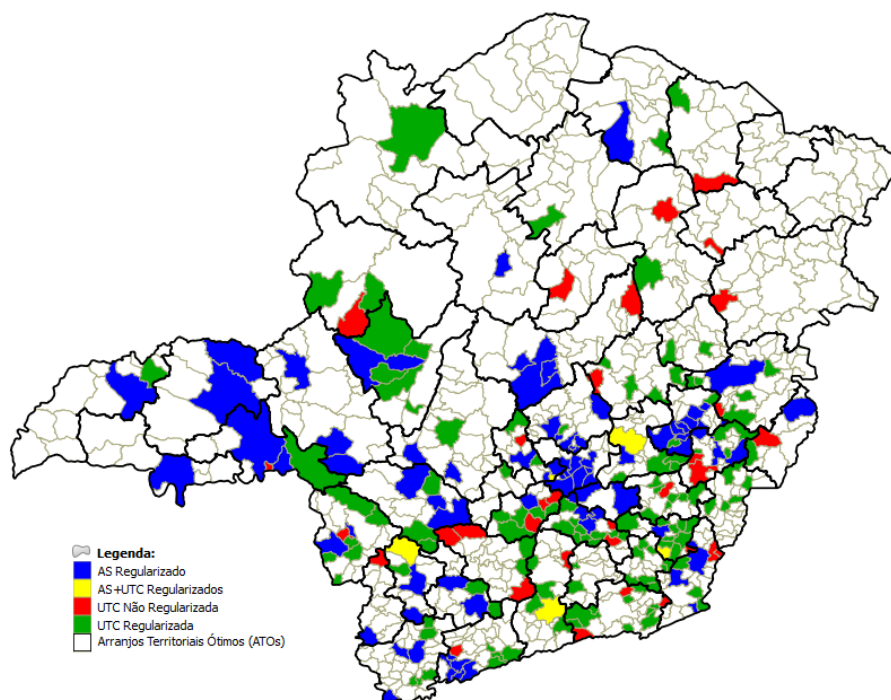 Legenda:
AS Regularizado
AS+UTC Regularizados
UTC Não Regularizada
UTC Regularizada
Arranjos Territoriais Ótimos (ATOs)